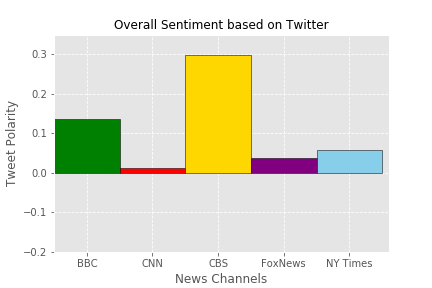 Overall Sentiment based on Twitter
0.3
0.2
0.1
0.0
−0.1
−0.2
Tweet Polarity
BBC CNN CBS FoxNews NY Times
News Channels